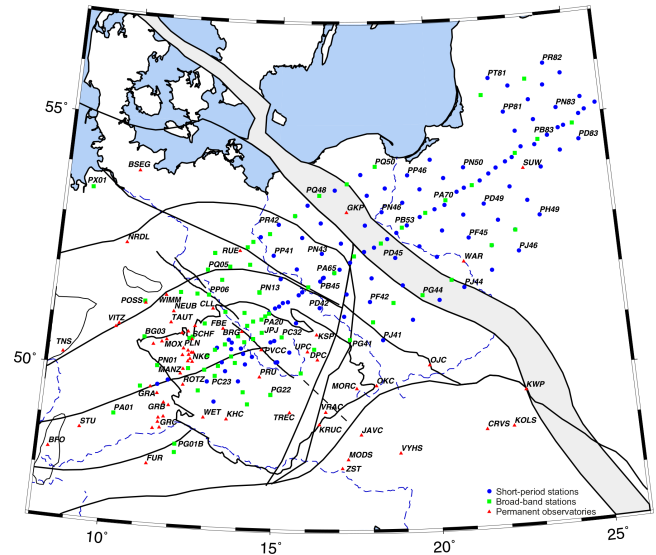 PR82
PT81
PP81
PN83
PB83
PD83
55°
BSEG
PX01
PQ50
PP46
PN50
SUW
PQ48
PA70
GKP
PN46
PD49
PH49
PR42
PB53
NRDL
RUE
PP41
PN43
PD45
PF45
PJ46
PQ05
PA65
WAR
PP06
PN13
PB45
PJ44
POSS
WIMM
CLL
PD42
PF42
PG44
NEUB
VITZ
TAUT
FBE
PA20
BG03
SCHF
BRG
JPJ
PC32
KSP
PJ41
TNS
MOX
PLN
UPC
PG41
50°
PN01
NKC
PVCC
DPC
OJC
MANZ
ROTZ
PC23
PRU
MORC
OKC
KWP
GRA
PG22
PA01
GRB
WET
KHC
TREC
VRAC
STU
GRC
KRUC
JAVC
CRVS
KOLS
BFO
PG01B
VYHS
FUR
MODS
ZST
Short-period stations
Broad-band stations
Permanent observatories
10°
15°
20°
25°